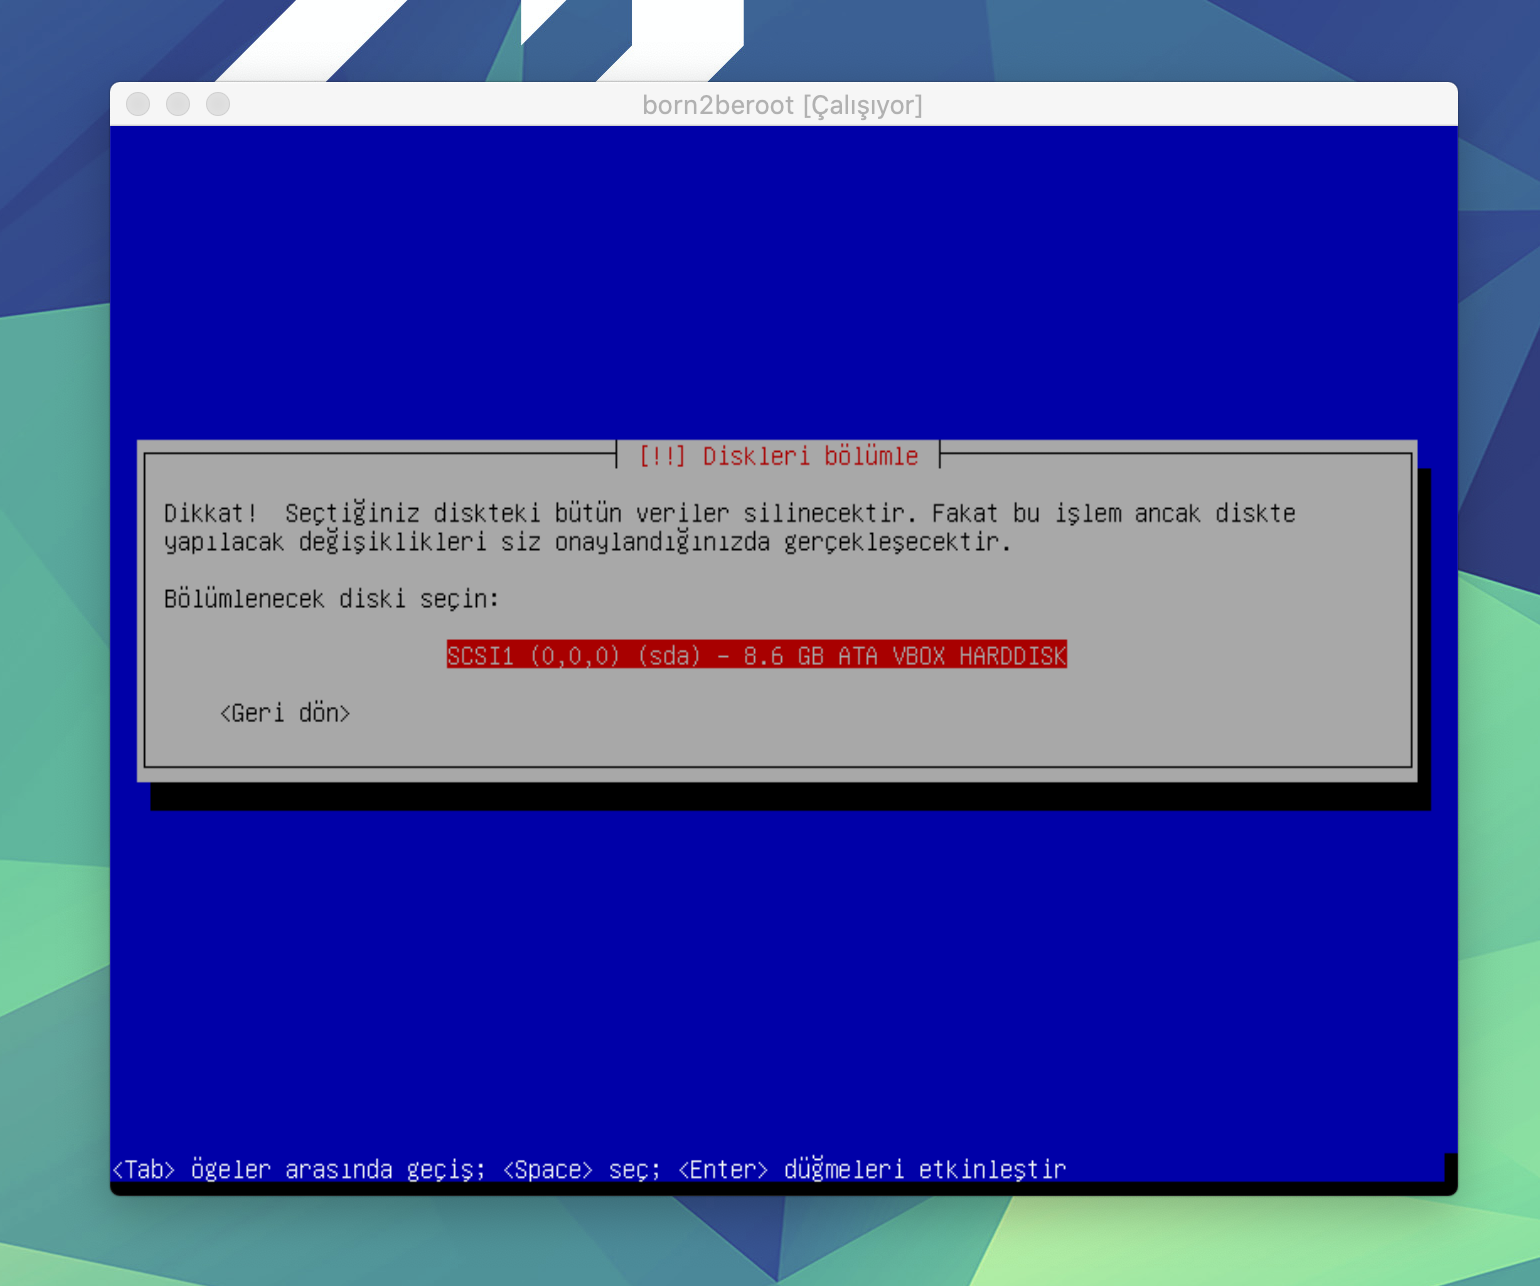 born2beroot [Çalışıyor]
[!!] Diskleri bölümle
Dikkat! Seçtiğiniz diskteki bütün veriler silinecektir. Fakat bu işlem ancak diskte
yapılacak değişiklikleri siz onaylandığınızda gerçekleşecektir.
Bölümlenecek diski seçin:
SCSI1 (0,0,0) (sda) - 8.6 GB ATA VBOX HARDDISK
<Geri dön>
<Tab> ögeler arasında geçiş; <Space> seç; <Enter> düğmeleri etkinleştir